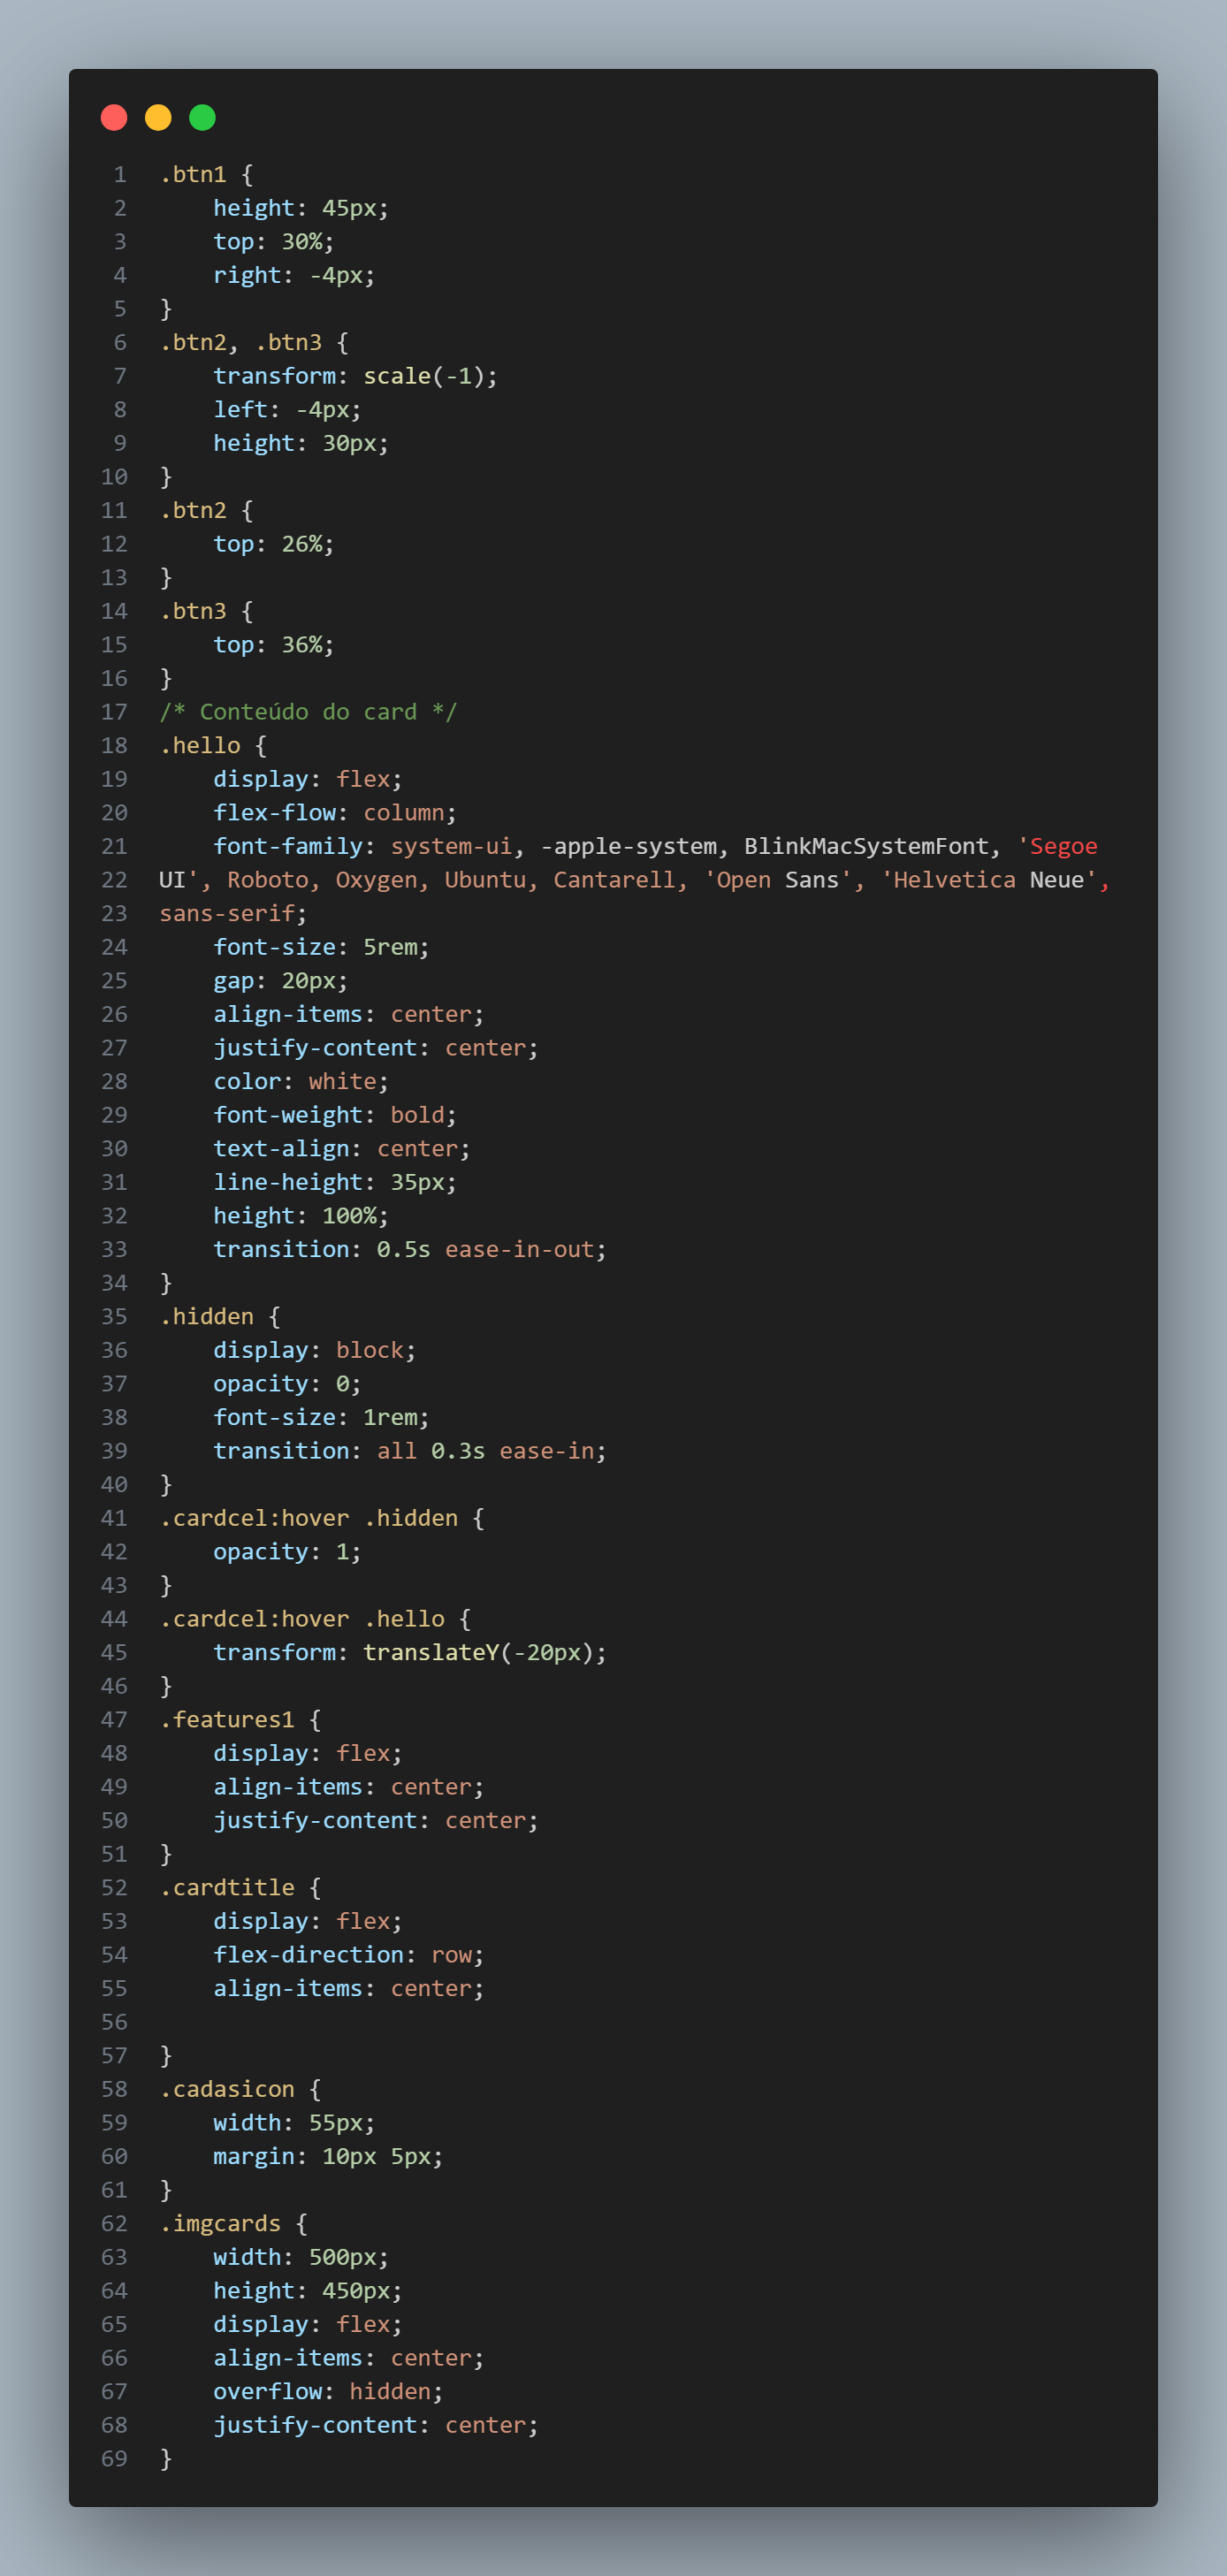 1 .btn1 {
2     height: 45px;
3     top: 30%;
4     right: -4px;
5 }
6 .btn2, .btn3 {
7     transform: scale(-1);
8     left: -4px;
9     height: 30px;
10 }
11 .btn2 {
12     top: 26%;
13 }
14 .btn3 {
15     top: 36%;
16 }
17 /* Conteúdo do card */
18 .hello {
19     display: flex;
20     flex-flow: column;
21     font-family: system-ui, -apple-system, BlinkMacSystemFont, 'Segoe
22 UI', Roboto, Oxygen, Ubuntu, Cantarell, 'Open Sans', 'Helvetica Neue',
23 sans-serif;
24     font-size: 5rem;
25     gap: 20px;
26     align-items: center;
27     justify-content: center;
28     color: white;
29     font-weight: bold;
30     text-align: center;
31     line-height: 35px;
32     height: 100%;
33     transition: 0.5s ease-in-out;
34 }
35 .hidden {
36     display: block;
37     opacity: 0;
38     font-size: 1rem;
39     transition: all 0.3s ease-in;
40 }
41 .cardcel:hover .hidden {
42     opacity: 1;
43 }
44 .cardcel:hover .hello {
45     transform: translateY(-20px);
46 }
47 .features1 {
48     display: flex;
49     align-items: center;
50     justify-content: center;
51 }
52 .cardtitle {
53     display: flex;
54     flex-direction: row;
55     align-items: center;
56
57 }
58 .cadasicon {
59     width: 55px;
60     margin: 10px 5px;
61 }
62 .imgcards {
63     width: 500px;
64     height: 450px;
65     display: flex;
66     align-items: center;
67     overflow: hidden;
68     justify-content: center;
69 }